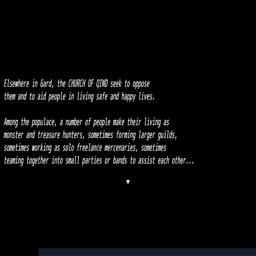 Elsewhere in Gard, the CHURCH OF QIND seek to oppose
them and to aid people in living safe and happy lives.
Among the populace, a number of people make their living as
monster and treasure hunters, sometimes forming larger guilds,
sometimes working as solo freelance mercenaries, sometimes
teaming together into small parties or bands to assist each other...